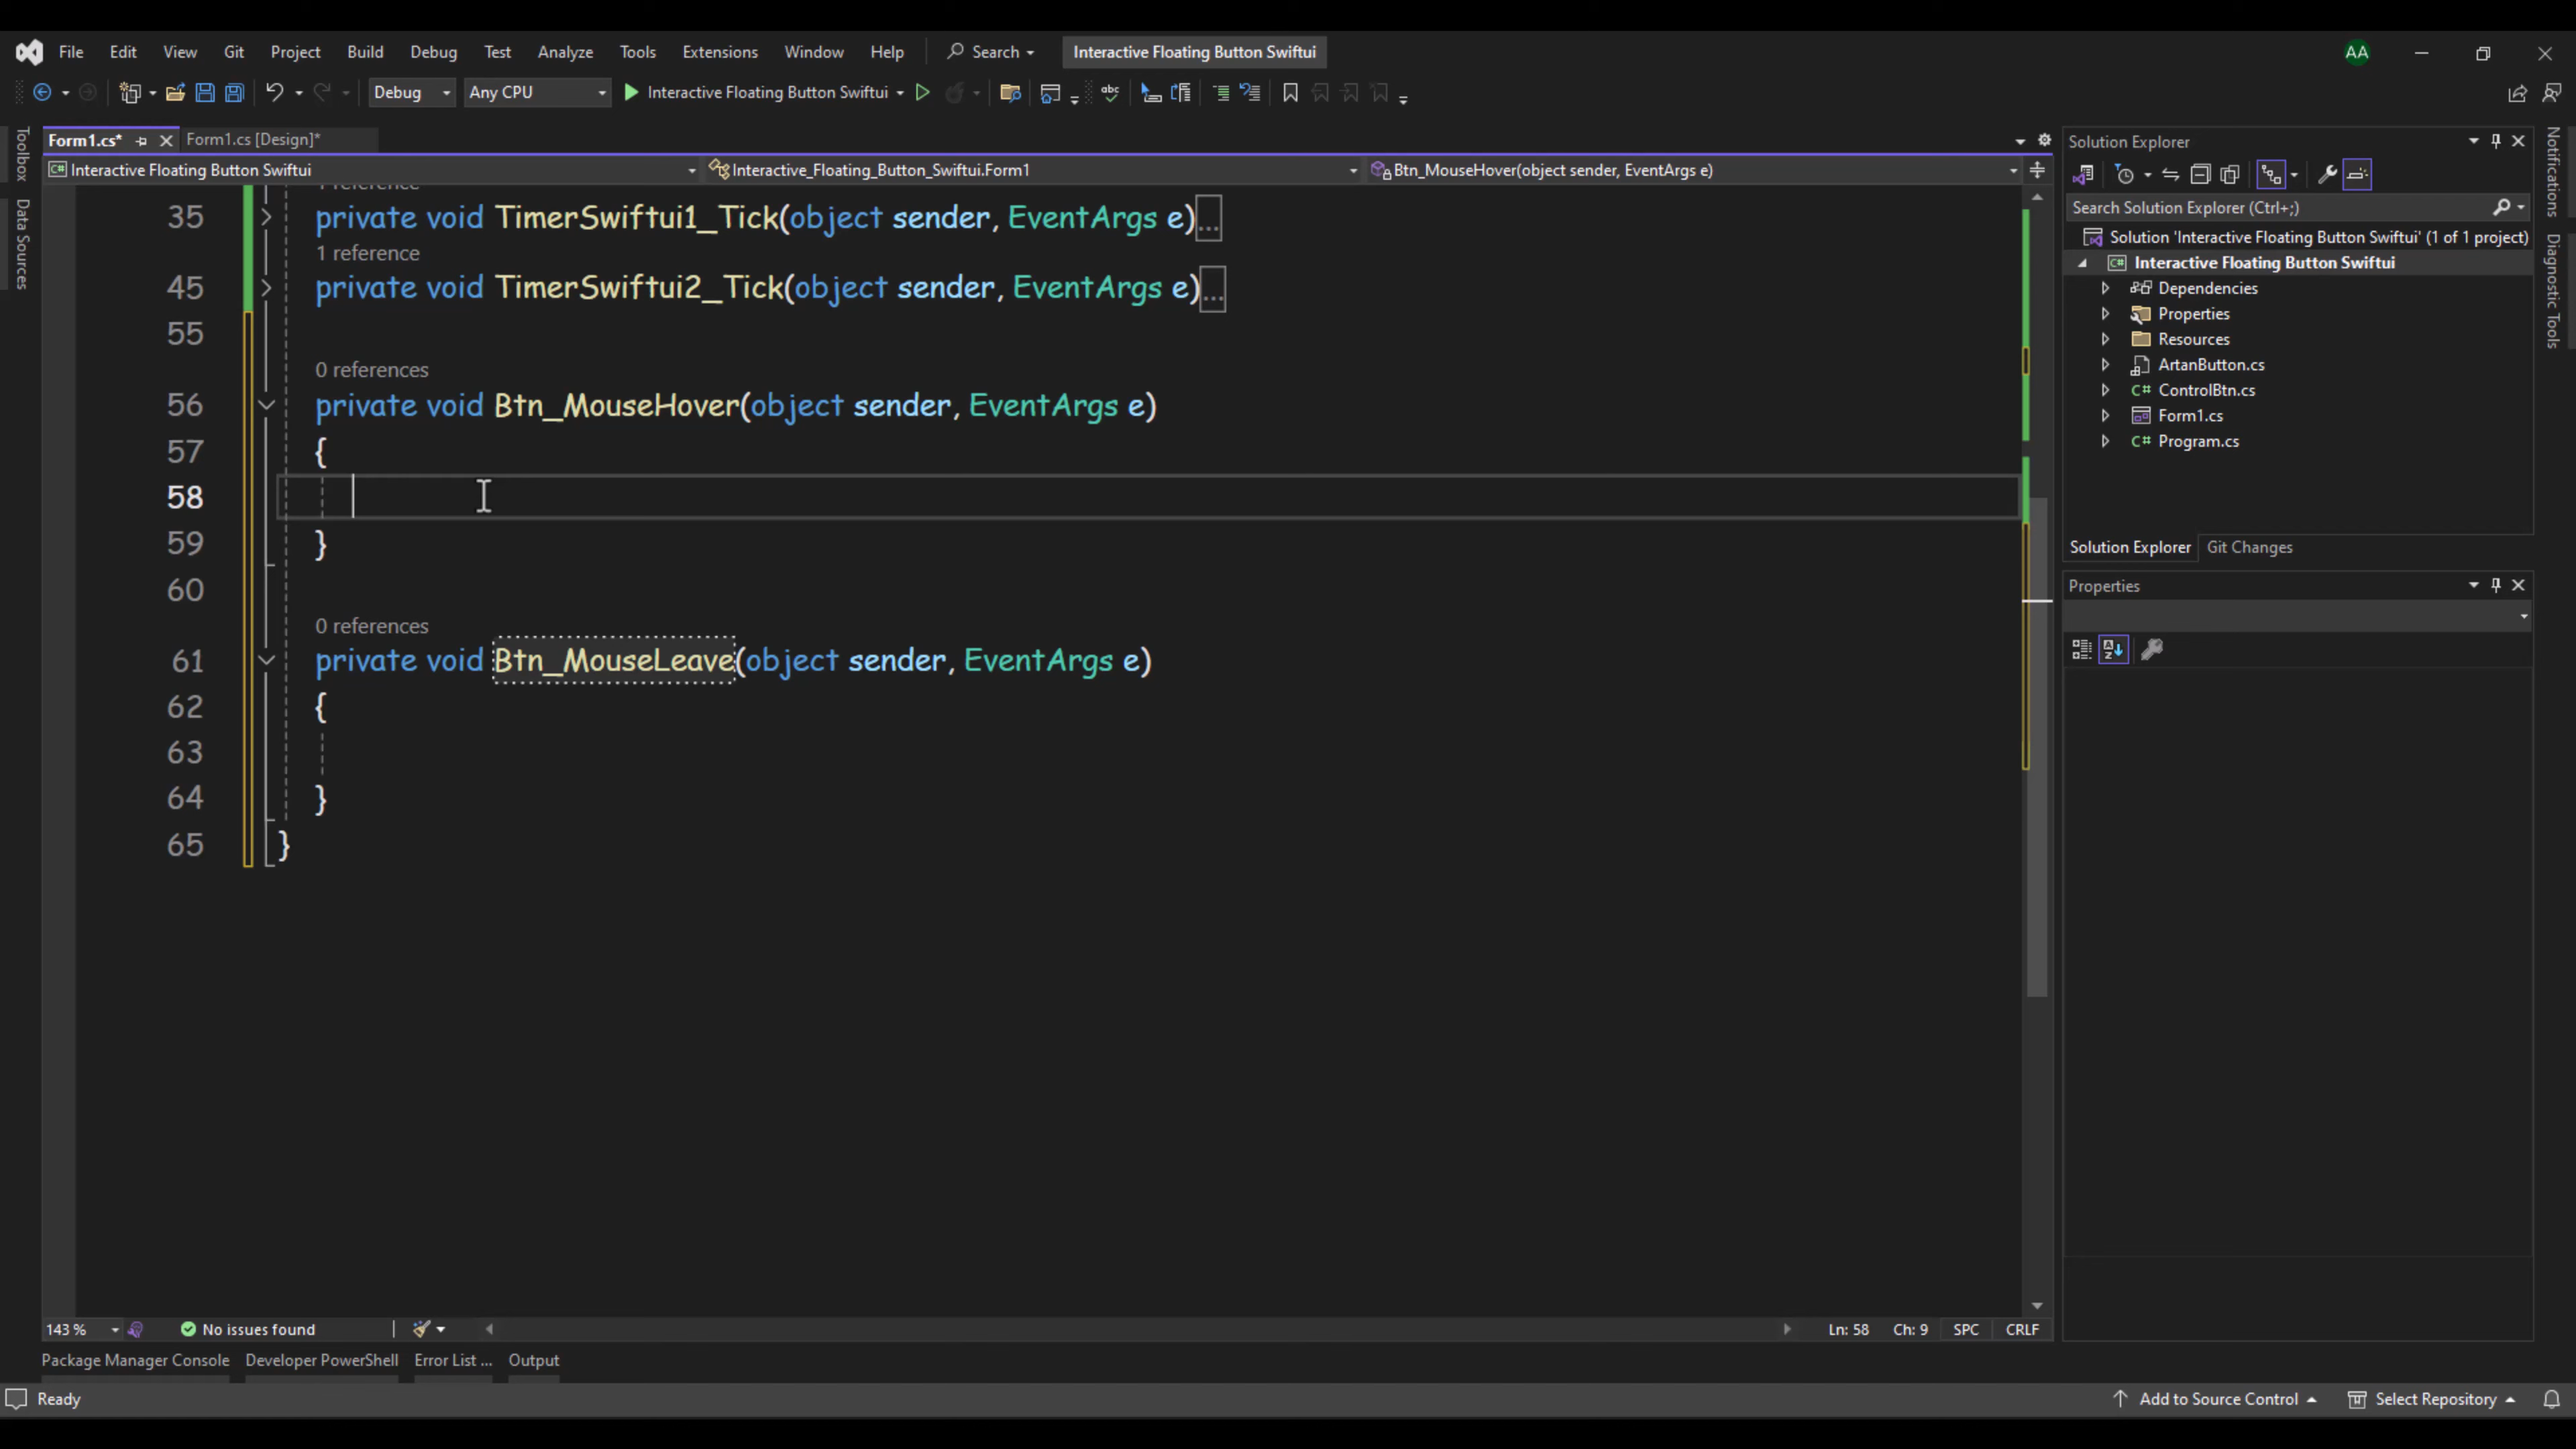 File Edit View Git Project Build Debug Test Analyze Tools Extensions Window Help Search Interactive Floating Button Swiftui AA
Debug Any CPU Interactive Floating Button Swiftui
Form1.cs* Form1.cs [Design]*
Interactive Floating Button Swiftui Interactive_Floating_Button_Swiftui.Form1 Btn_MouseHover(object sender, EventArgs e)
Toolbox
Data Sources
35 private void TimerSwiftui1_Tick(object sender, EventArgs e)...
1 reference
45 private void TimerSwiftui2_Tick(object sender, EventArgs e)...
55
0 references
56 private void Btn_MouseHover(object sender, EventArgs e)
57 {
58
59 }
60
0 references
61 private void Btn_MouseLeave(object sender, EventArgs e)
62 {
63
64 }
65 }
143 % No issues found Ln: 58 Ch: 9 SPC CRLF
Package Manager Console Developer PowerShell Error List ... Output
Ready Add to Source Control Select Repository
Solution Explorer
Search Solution Explorer (Ctrl+;)
Solution 'Interactive Floating Button Swiftui' (1 of 1 project)
C# Interactive Floating Button Swiftui
Dependencies
Properties
Resources
ArtanButton.cs
C# ControlBtn.cs
Form1.cs
C# Program.cs
Solution Explorer Git Changes
Properties
Notifications
Diagnostic Tools